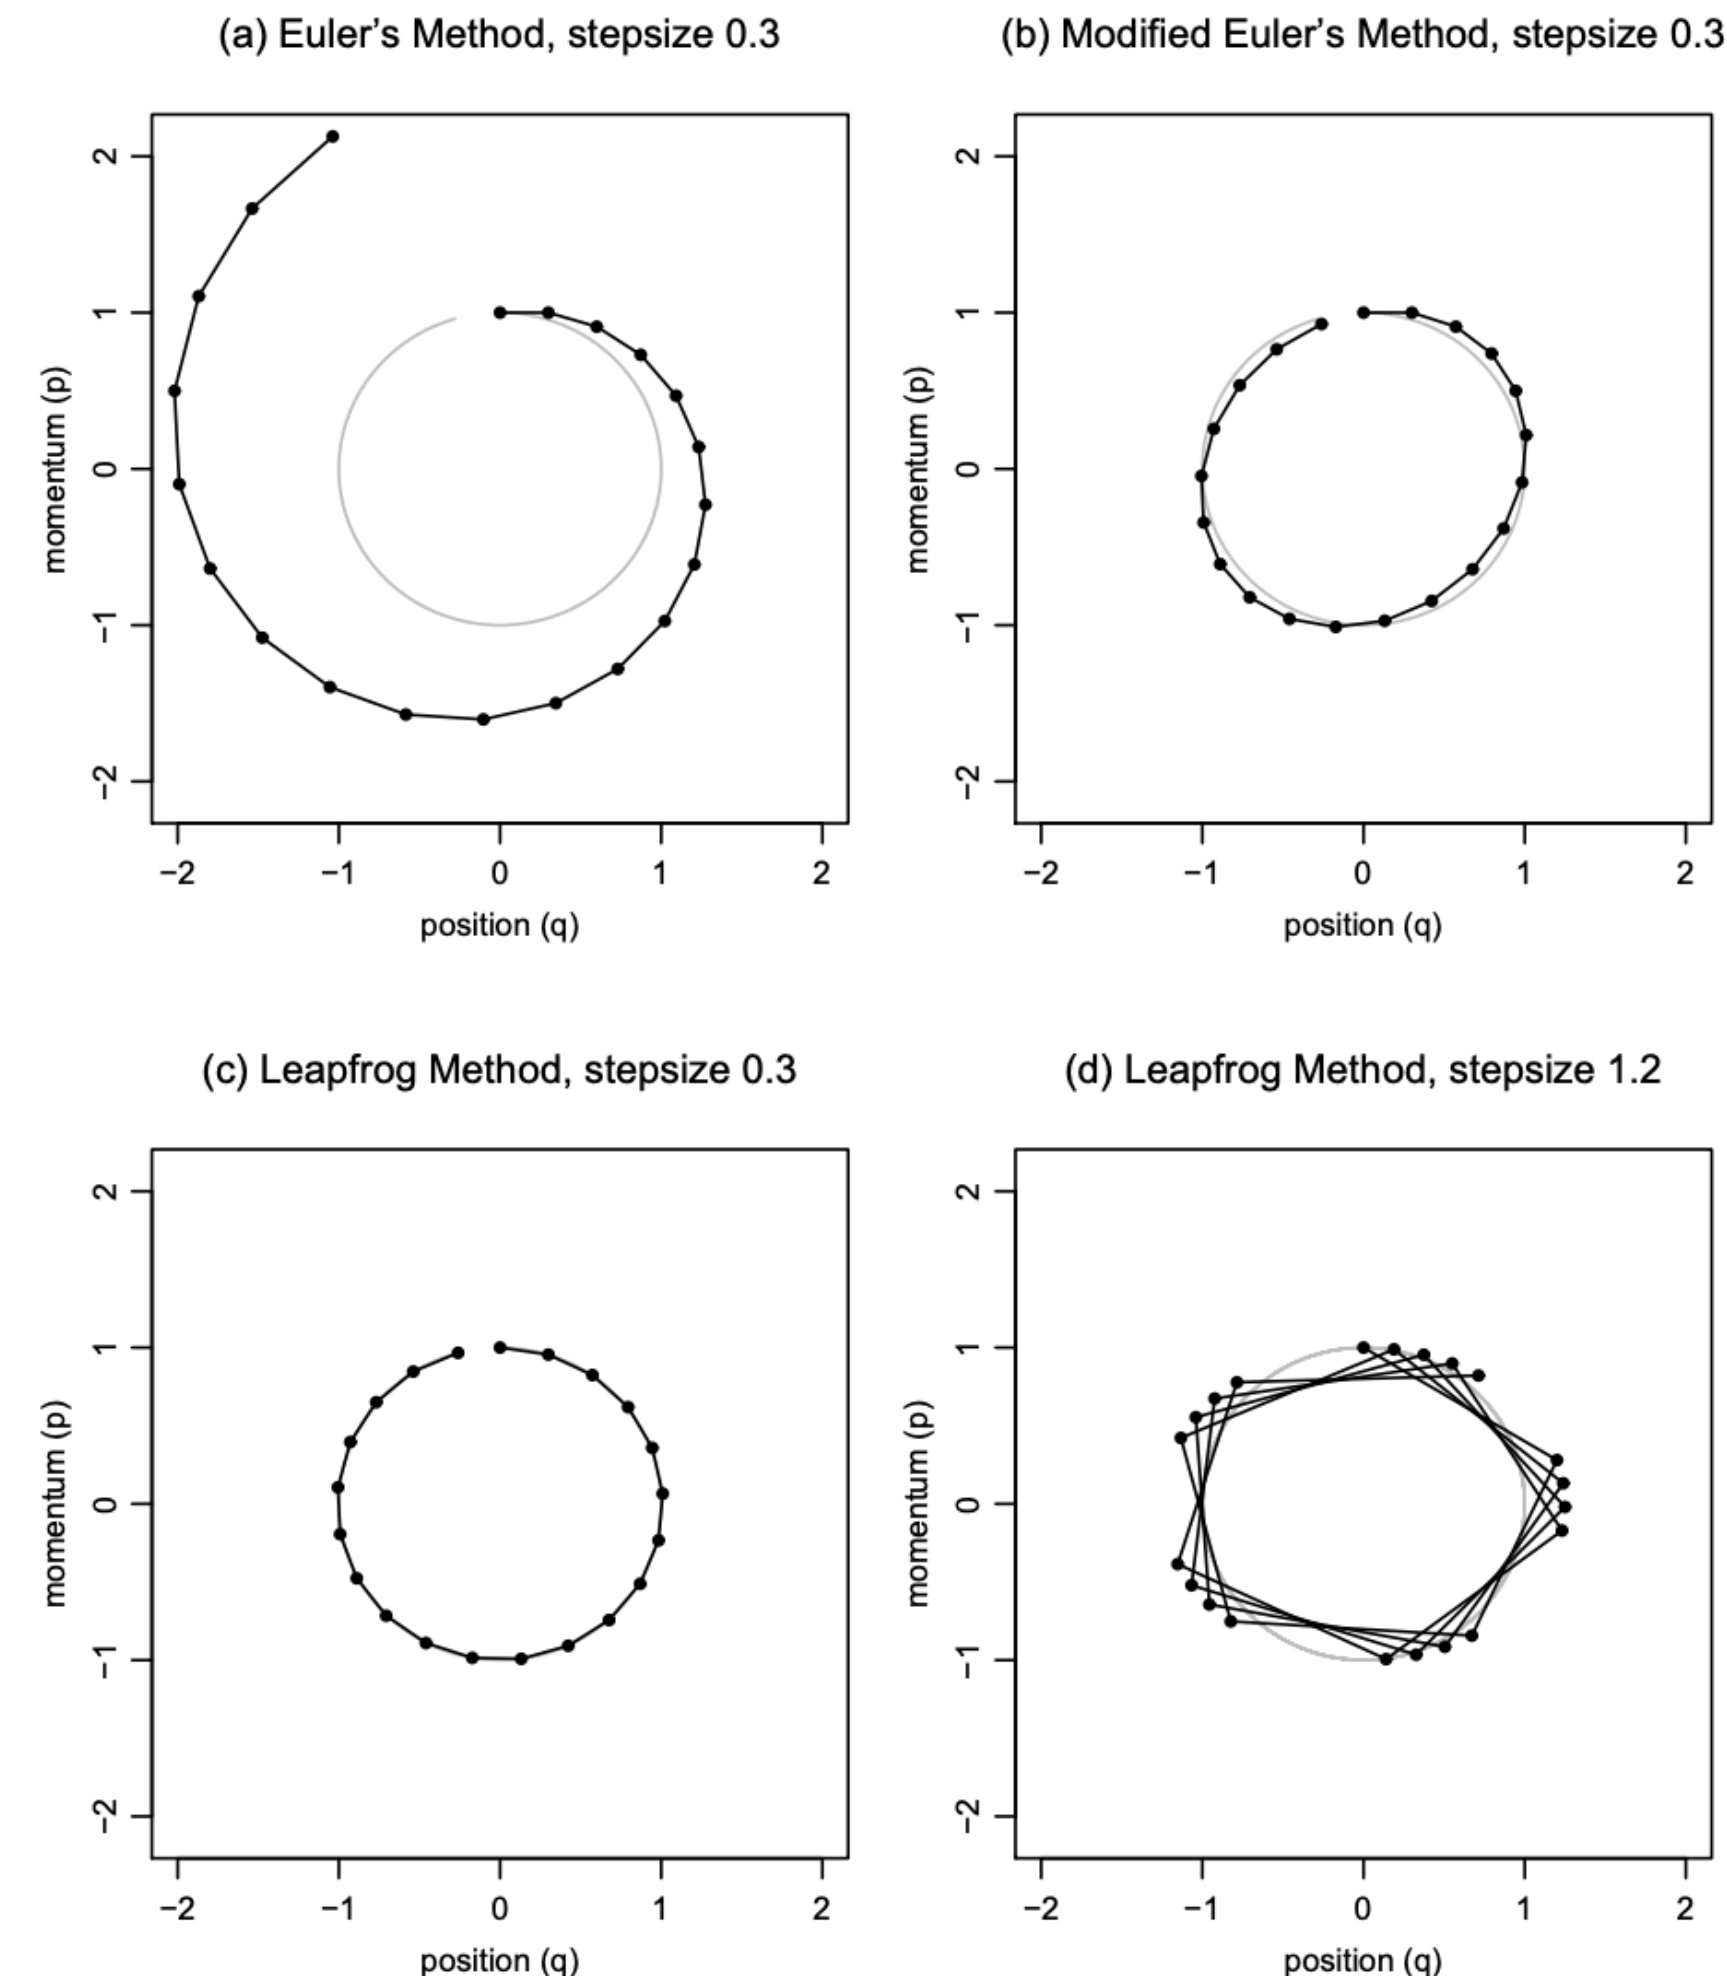 (a) Euler’s Method, stepsize 0.3
momentum (p)
2
1
0
−1
−2
−2 −1 0 1 2
position (q)
(b) Modified Euler’s Method, stepsize 0.3
momentum (p)
2
1
0
−1
−2
−2 −1 0 1 2
position (q)
(c) Leapfrog Method, stepsize 0.3
momentum (p)
2
1
0
−1
−2
−2 −1 0 1 2
position (q)
(d) Leapfrog Method, stepsize 1.2
momentum (p)
2
1
0
−1
−2
−2 −1 0 1 2
position (q)